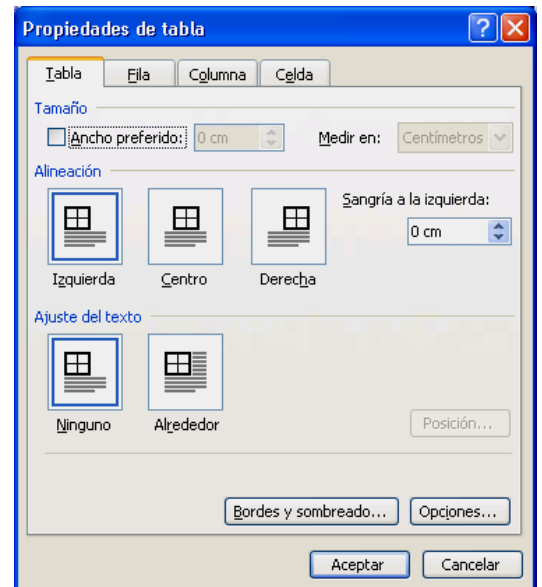 Propiedades de tabla
Tabla Fila Columna Celda
Tamaño
Ancho preferido: 0 cm Medir en: Centímetros
Alineación
Sangría a la izquierda:
0 cm
Izquierda Centro Derecha
Ajuste del texto
Ninguno Alrededor Posición...
Bordes y sombreado... Opciones...
Aceptar Cancelar